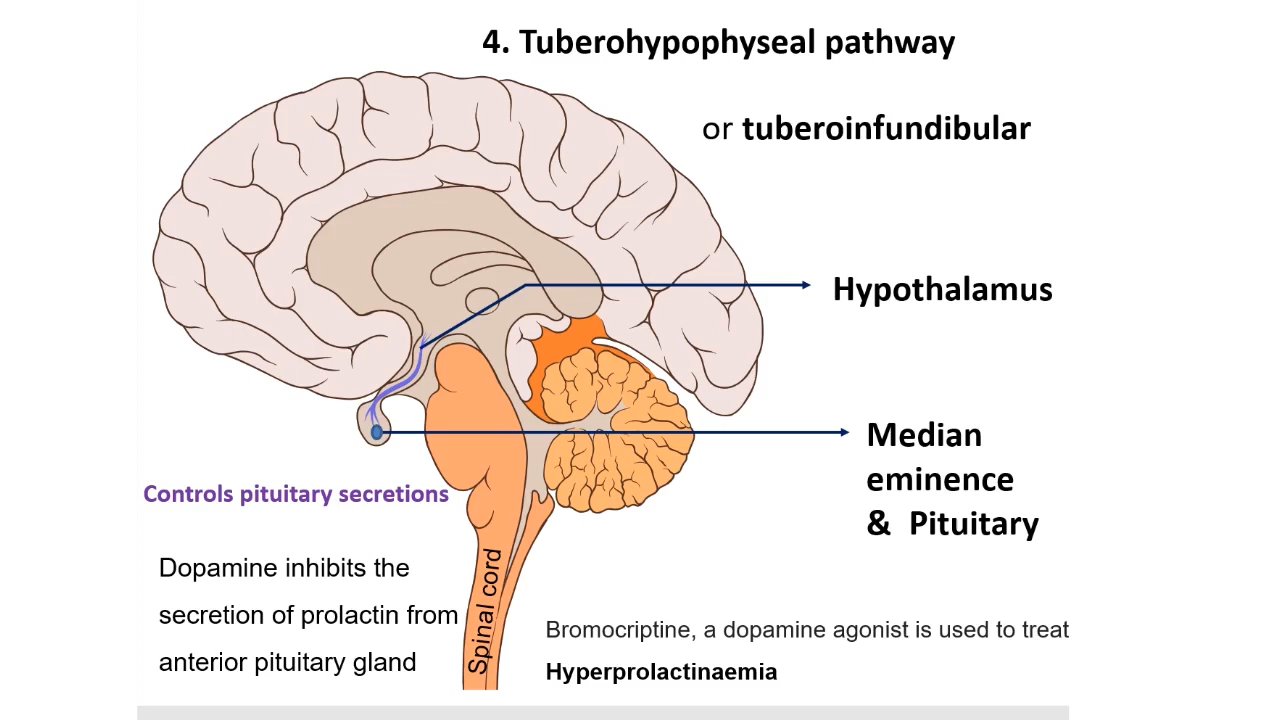 4. Tuberohypophyseal pathway
or tuberoinfundibular
Hypothalamus
Median
eminence
& Pituitary
Controls pituitary secretions
Dopamine inhibits the
secretion of prolactin from
anterior pituitary gland
Spinal cord
Bromocriptine, a dopamine agonist is used to treat
Hyperprolactinaemia